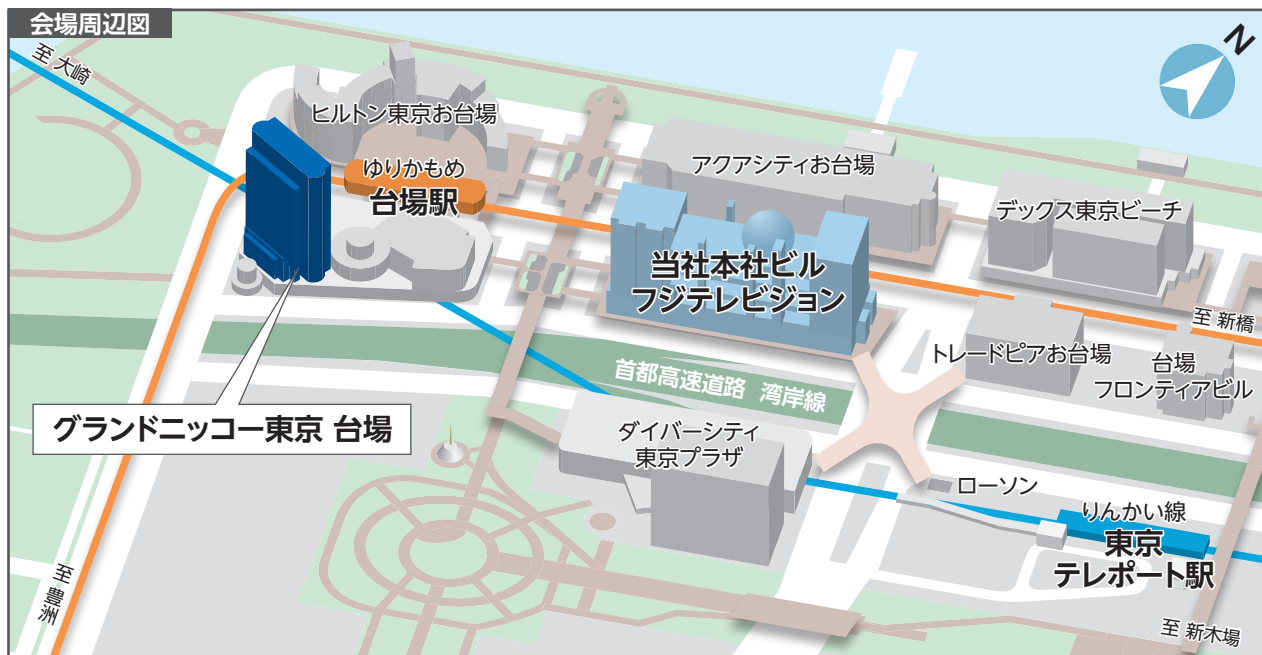 会場周辺図
N
至 大崎
ヒルトン東京お台場
ゆりかもめ
台場駅
アクアシティお台場
デックス東京ビーチ
当社本社ビル
フジテレビジョン
至 新橋
トレードピアお台場
台場
フロンティアビル
首都高速道路 湾岸線
グランドニッコー東京 台場
ダイバーシティ
東京プラザ
ローソン
りんかい線
東京
テレポート駅
至 豊洲
至 新木場